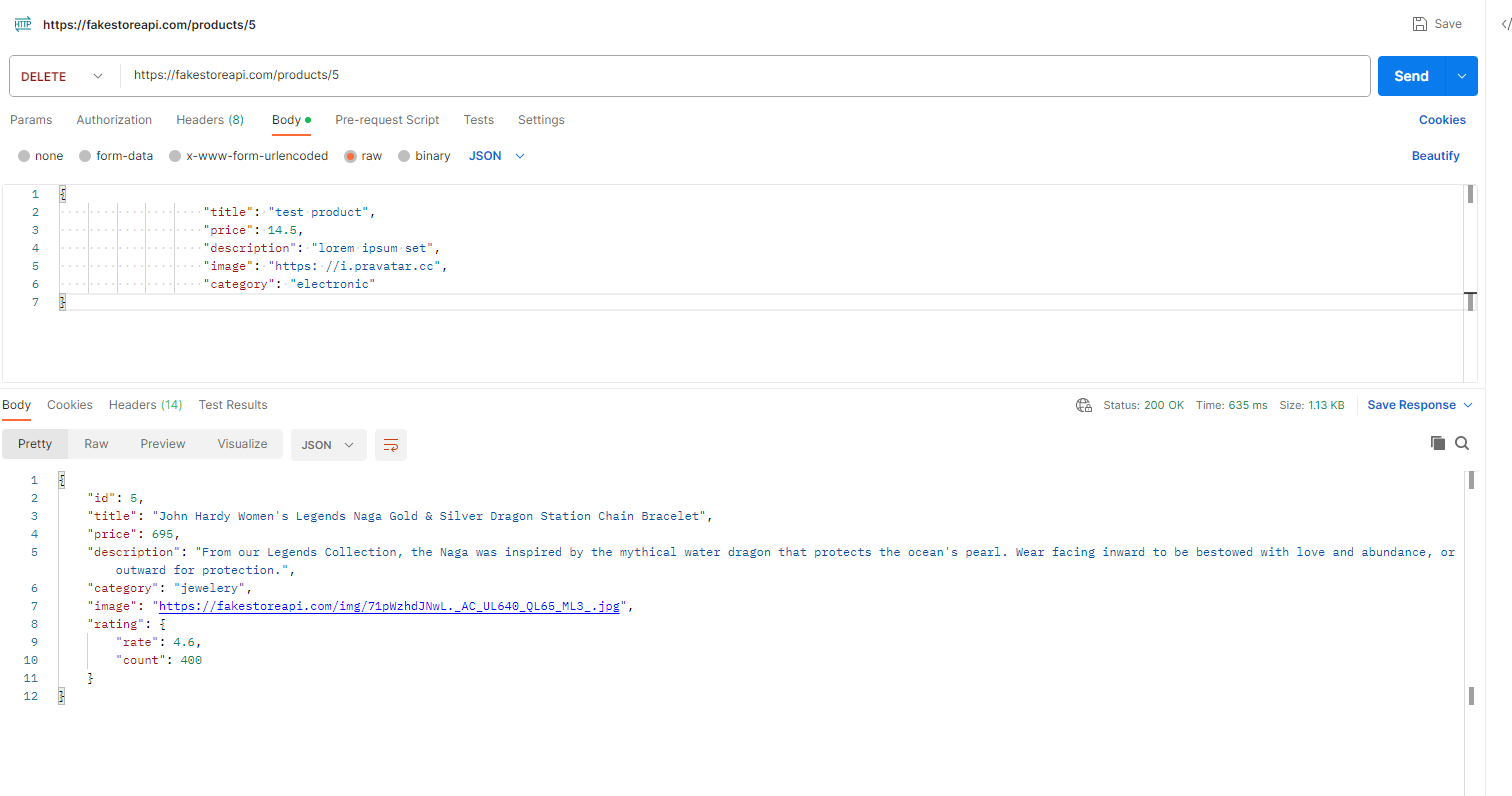 HTTP https://fakestoreapi.com/products/5 Save </
DELETE https://fakestoreapi.com/products/5 Send
Params Authorization Headers (8) Body Pre-request Script Tests Settings Cookies
none form-data x-www-form-urlencoded raw binary JSON Beautify
1 {
2 "title": "test product",
3 "price": 14.5,
4 "description": "lorem ipsum set",
5 "image": "https: //i.pravatar.cc",
6 "category": "electronic"
7 }
Body Cookies Headers (14) Test Results Status: 200 OK Time: 635 ms Size: 1.13 KB Save Response
Pretty Raw Preview Visualize JSON
1 {
2 "id": 5,
3 "title": "John Hardy Women's Legends Naga Gold & Silver Dragon Station Chain Bracelet",
4 "price": 695,
5 "description": "From our Legends Collection, the Naga was inspired by the mythical water dragon that protects the ocean's pearl. Wear facing inward to be bestowed with love and abundance, or
outward for protection.",
6 "category": "jewelery",
7 "image": "https://fakestoreapi.com/img/71pWzhdJNwL._AC_UL640_QL65_ML3_.jpg",
8 "rating": {
9 "rate": 4.6,
10 "count": 400
11 }
12 }